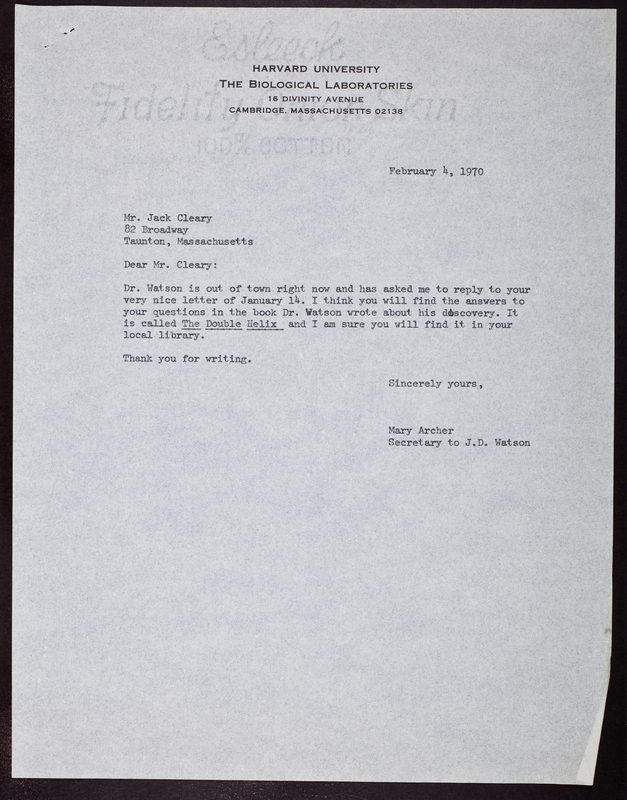 Esleeck
Fidelity Onion Skin
HARVARD UNIVERSITY
THE BIOLOGICAL LABORATORIES
16 DIVINITY AVENUE
CAMBRIDGE, MASSACHUSETTS 02138
February 4, 1970
Mr. Jack Cleary
82 Broadway
Taunton, Massachusetts
Dear Mr. Cleary:
Dr. Watson is out of town right now and has asked me to reply to your
very nice letter of January 14. I think you will find the answers to
your questions in the book Dr. Watson wrote about his discovery. It
is called The Double Helix and I am sure you will find it in your
local library.
Thank you for writing.
Sincerely yours,
Mary Archer
Secretary to J.D. Watson